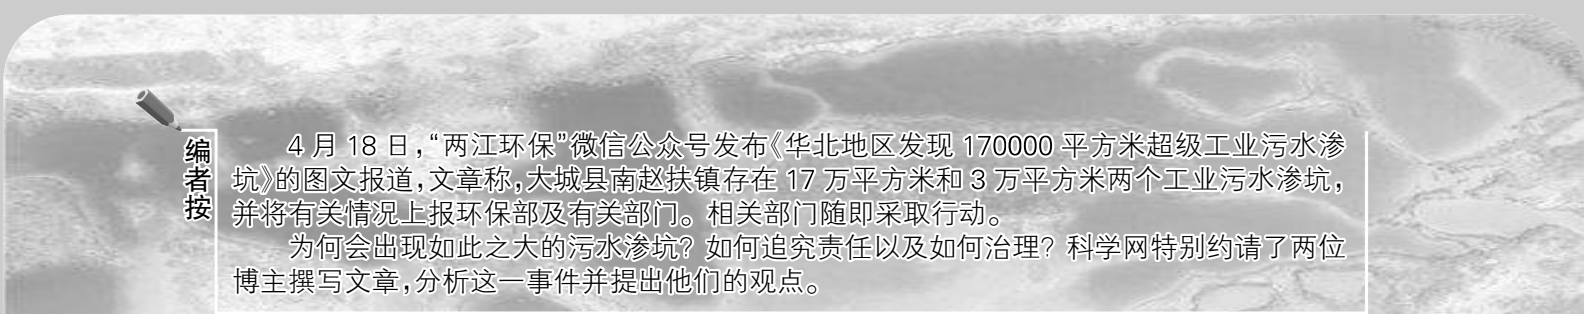 编者按
4 月 18 日，“两江环保”微信公众号发布《华北地区发现 170000 平方米超级工业污水渗
坑》的图文报道，文章称，大城县南赵扶镇存在 17 万平方米和 3 万平方米两个工业污水渗坑，
并将有关情况上报环保部及有关部门。相关部门随即采取行动。
为何会出现如此之大的污水渗坑？如何追究责任以及如何治理？科学网特别约请了两位
博主撰写文章，分析这一事件并提出他们的观点。